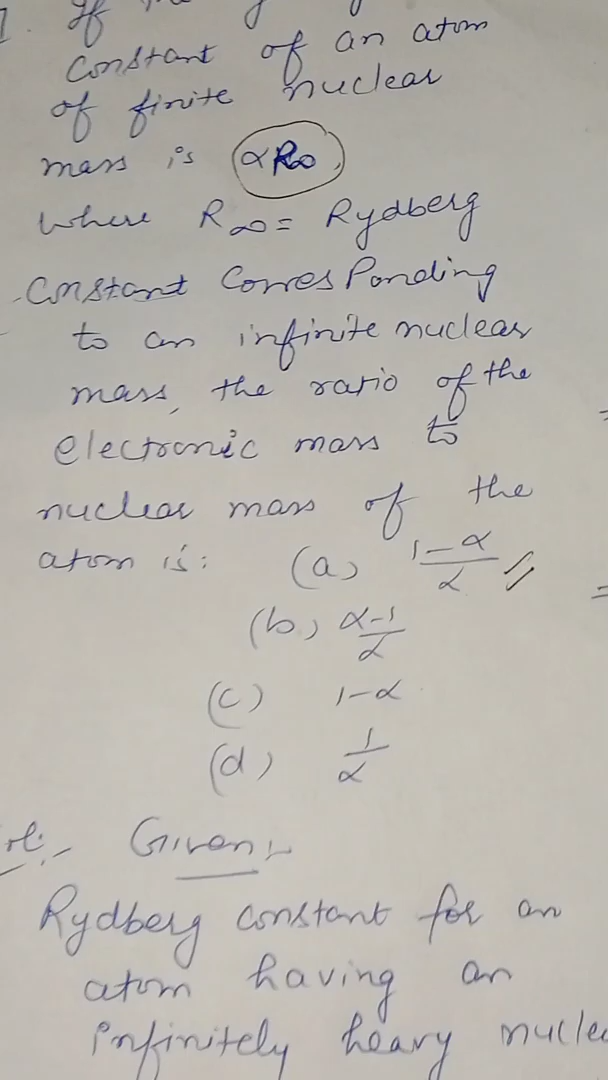 If the
constant of an atom
of finite nuclear
mass is αR∞,
where R∞ = Rydberg
constant Corresponding
to an infinite nuclear
mass, the ratio of the
electronic mass to
nuclear mass of the
atom is: (a) 1-α/α
(b) α-1/α
(c) 1-α
(d) 1/α
Given:-
Rydberg constant for an
atom having an
infinitely heavy